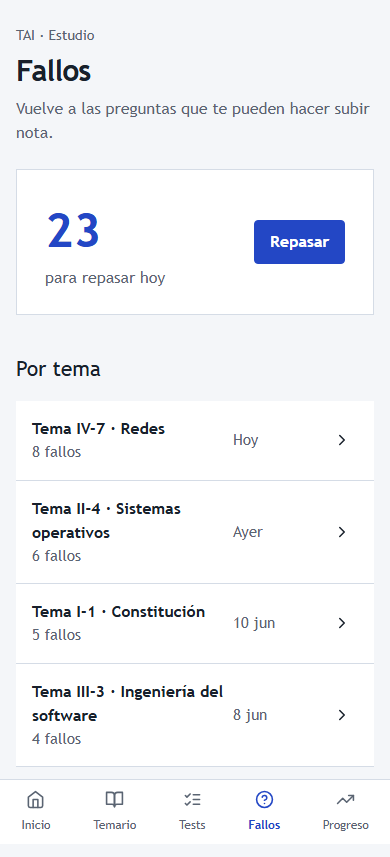 TAI · Estudio
Fallos
Vuelve a las preguntas que te pueden hacer subir
nota.
23
para repasar hoy
Repasar
Por tema
Tema IV-7 · Redes
8 fallos
Hoy
Tema II-4 · Sistemas
operativos
6 fallos
Ayer
Tema I-1 · Constitución
5 fallos
10 jun
Tema III-3 · Ingeniería del
software
4 fallos
8 jun
Inicio
Temario
Tests
Fallos
Progreso